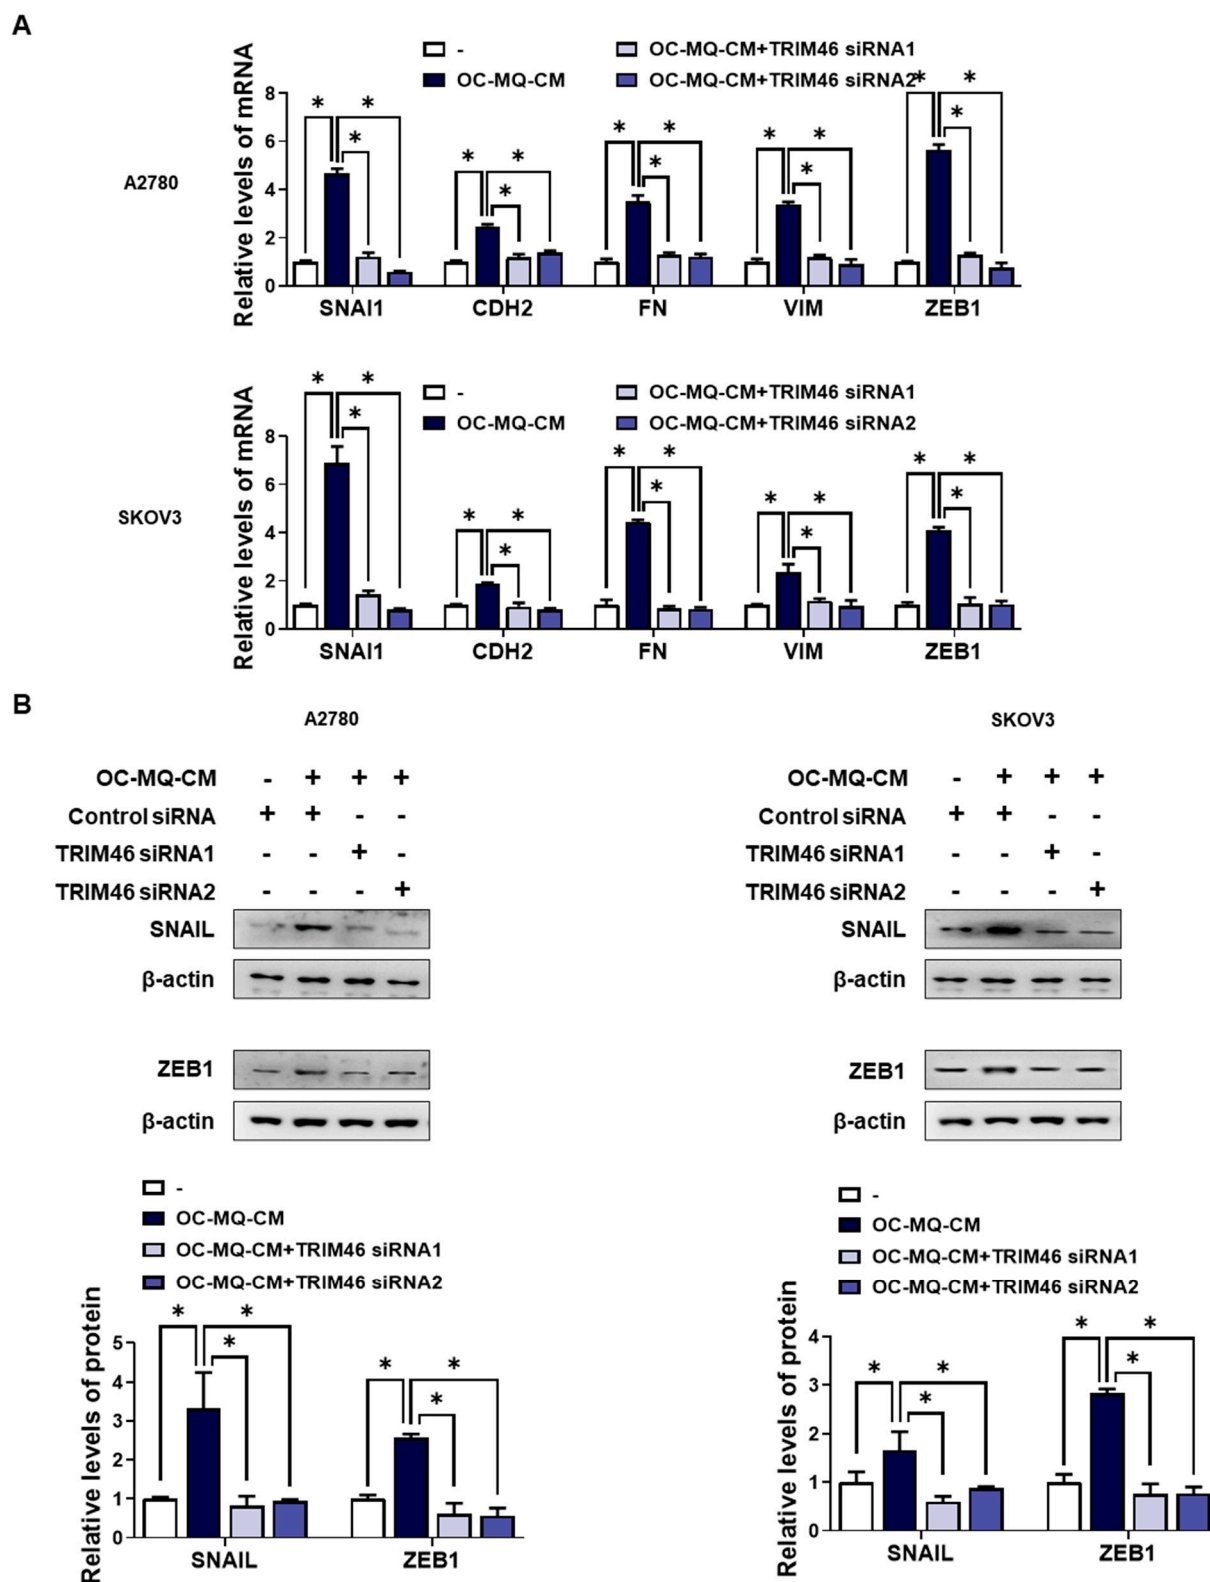 A
- OC-MQ-CM+TRIM46 siRNA1
OC-MQ-CM OC-MQ-CM+TRIM46 siRNA2
A2780
Relative levels of mRNA
8
6
4
2
0
* * * * * * * * * * * * * * *
SNAI1 CDH2 FN VIM ZEB1
- OC-MQ-CM+TRIM46 siRNA1
OC-MQ-CM OC-MQ-CM+TRIM46 siRNA2
SKOV3
Relative levels of mRNA
8
6
4
2
0
* * * * * * * * * * * * * * *
SNAI1 CDH2 FN VIM ZEB1
B
A2780
OC-MQ-CM - + + +
Control siRNA + + - -
TRIM46 siRNA1 - - + -
TRIM46 siRNA2 - - - +
SNAIL
β-actin
ZEB1
β-actin
-
OC-MQ-CM
OC-MQ-CM+TRIM46 siRNA1
OC-MQ-CM+TRIM46 siRNA2
Relative levels of protein
5
4
3
2
1
0
* * * * * *
SNAIL ZEB1
SKOV3
OC-MQ-CM - + + +
Control siRNA + + - -
TRIM46 siRNA1 - - + -
TRIM46 siRNA2 - - - +
SNAIL
β-actin
ZEB1
β-actin
-
OC-MQ-CM
OC-MQ-CM+TRIM46 siRNA1
OC-MQ-CM+TRIM46 siRNA2
Relative levels of protein
4
3
2
1
0
* * * * * *
SNAIL ZEB1